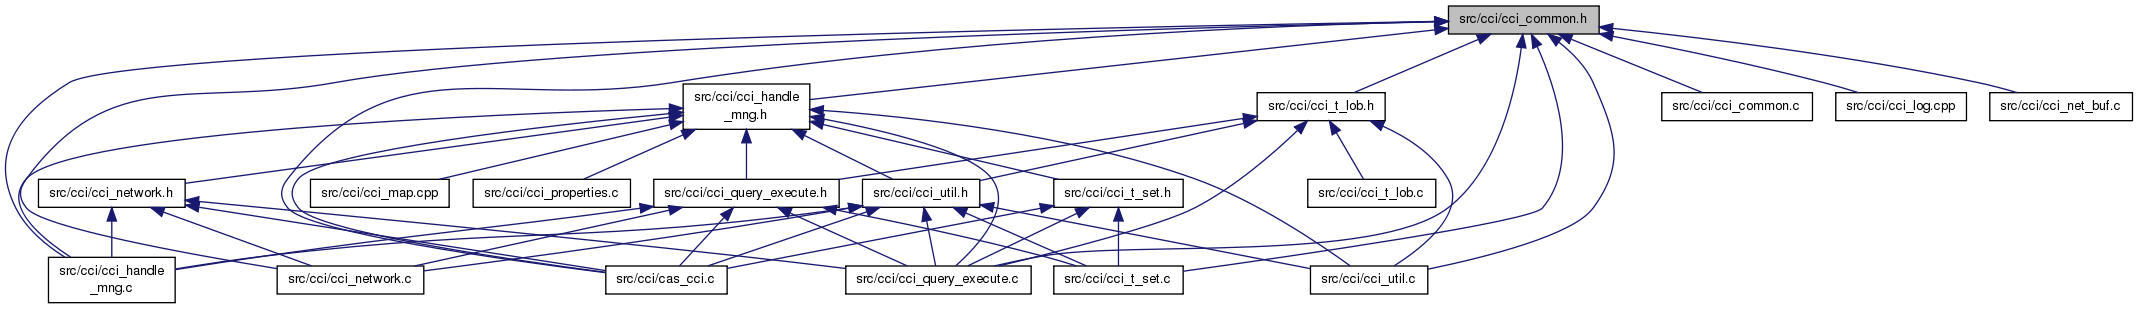 src/cci/cci_common.h
src/cci/cci_handle
_mng.h
src/cci/cci_t_lob.h
src/cci/cci_common.c
src/cci/cci_log.cpp
src/cci/cci_net_buf.c
src/cci/cci_network.h
src/cci/cci_map.cpp
src/cci/cci_properties.c
src/cci/cci_query_execute.h
src/cci/cci_util.h
src/cci/cci_t_set.h
src/cci/cci_t_lob.c
src/cci/cci_handle
_mng.c
src/cci/cci_network.c
src/cci/cas_cci.c
src/cci/cci_query_execute.c
src/cci/cci_t_set.c
src/cci/cci_util.c